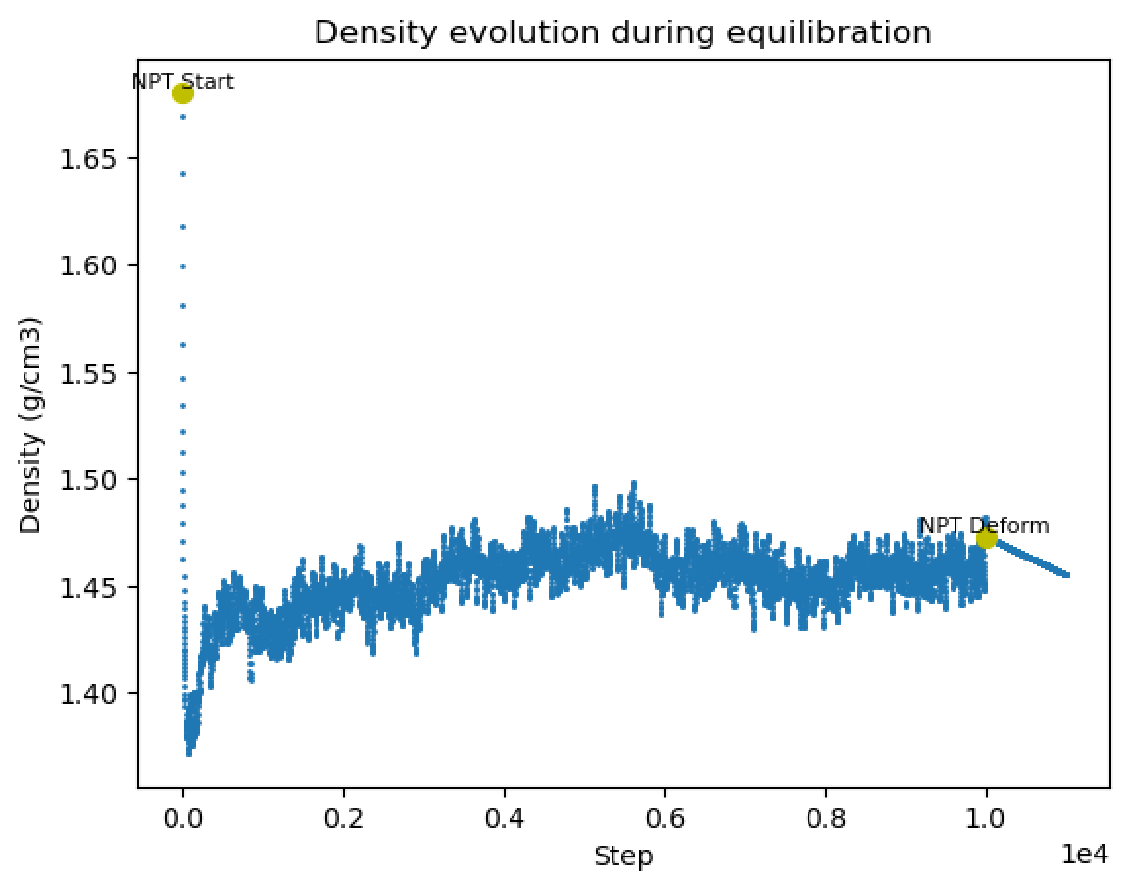 Density evolution during equilibration
NPT Start
1.65
1.60
1.55
1.50
1.45
1.40
Density (g/cm3)
NPT Deform
0.0 0.2 0.4 0.6 0.8 1.0
Step
1e4